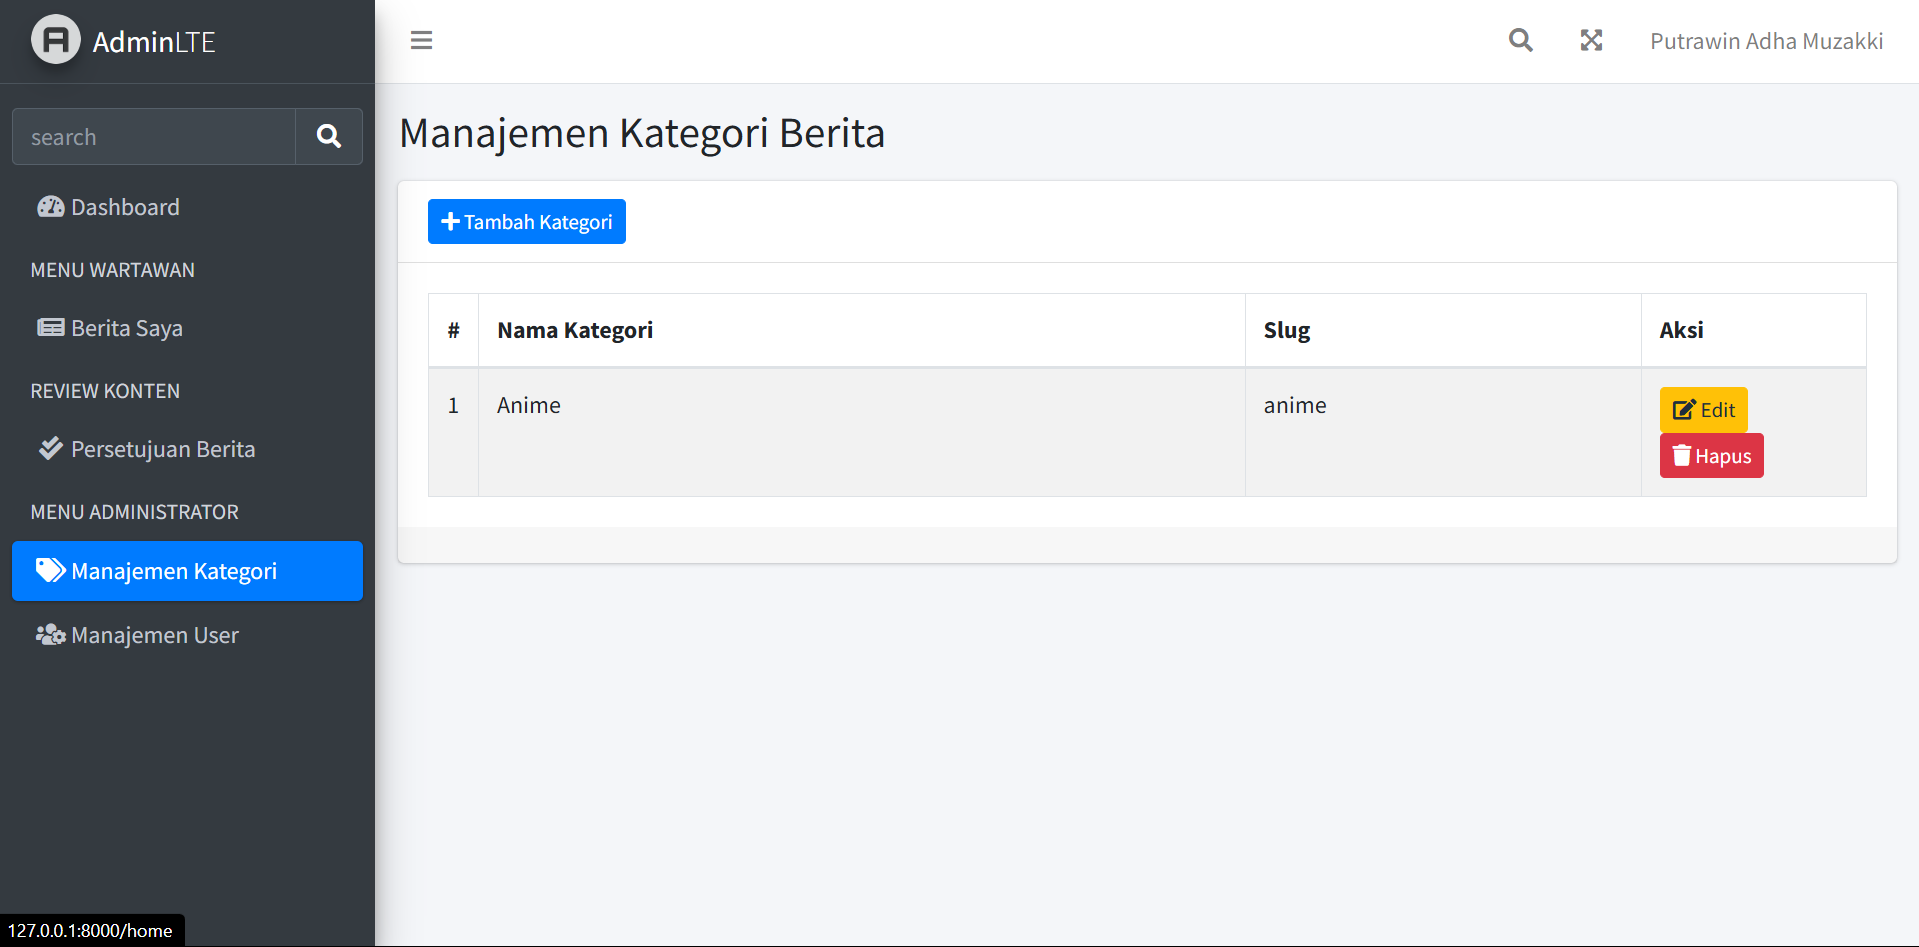 AdminLTE
Putrawin Adha Muzakki
search
Dashboard
MENU WARTAWAN
Berita Saya
REVIEW KONTEN
Persetujuan Berita
MENU ADMINISTRATOR
Manajemen Kategori
Manajemen User
Manajemen Kategori Berita
Tambah Kategori
# Nama Kategori Slug Aksi
1 Anime anime Edit
Hapus
127.0.0.1:8000/home